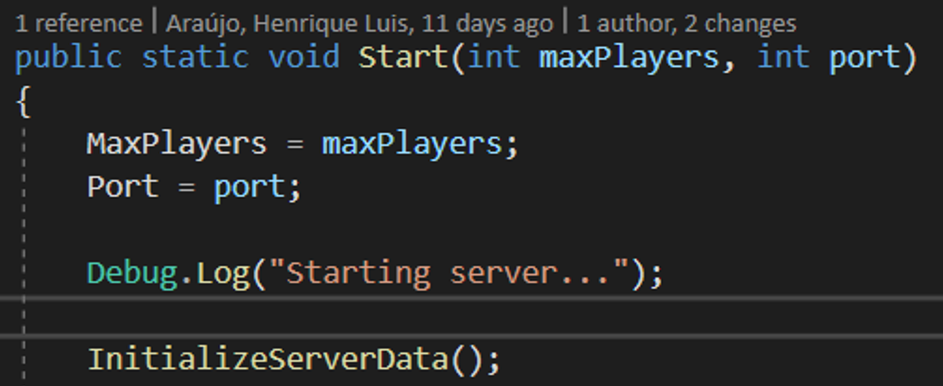 1 reference | Araújo, Henrique Luis, 11 days ago | 1 author, 2 changes
public static void Start(int maxPlayers, int port)
{
MaxPlayers = maxPlayers;
Port = port;
Debug.Log("Starting server...");
InitializeServerData();